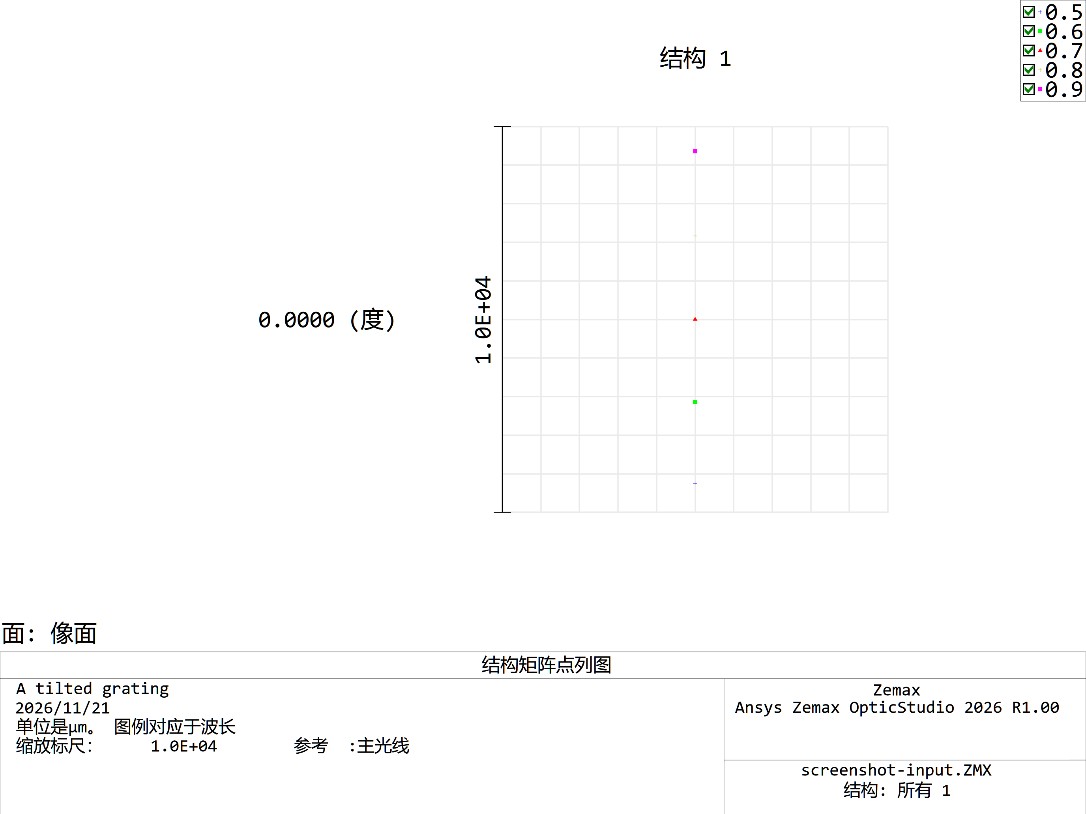 0.5
0.6
0.7
0.8
0.9
结构 1
0.0000 (度)
1.0E+04
面: 像面
结构矩阵点列图
A tilted grating
2026/11/21
单位是μm。 图例对应于波长
缩放标尺: 1.0E+04 参考 :主光线
Zemax
Ansys Zemax OpticStudio 2026 R1.00
screenshot-input.ZMX
结构: 所有 1